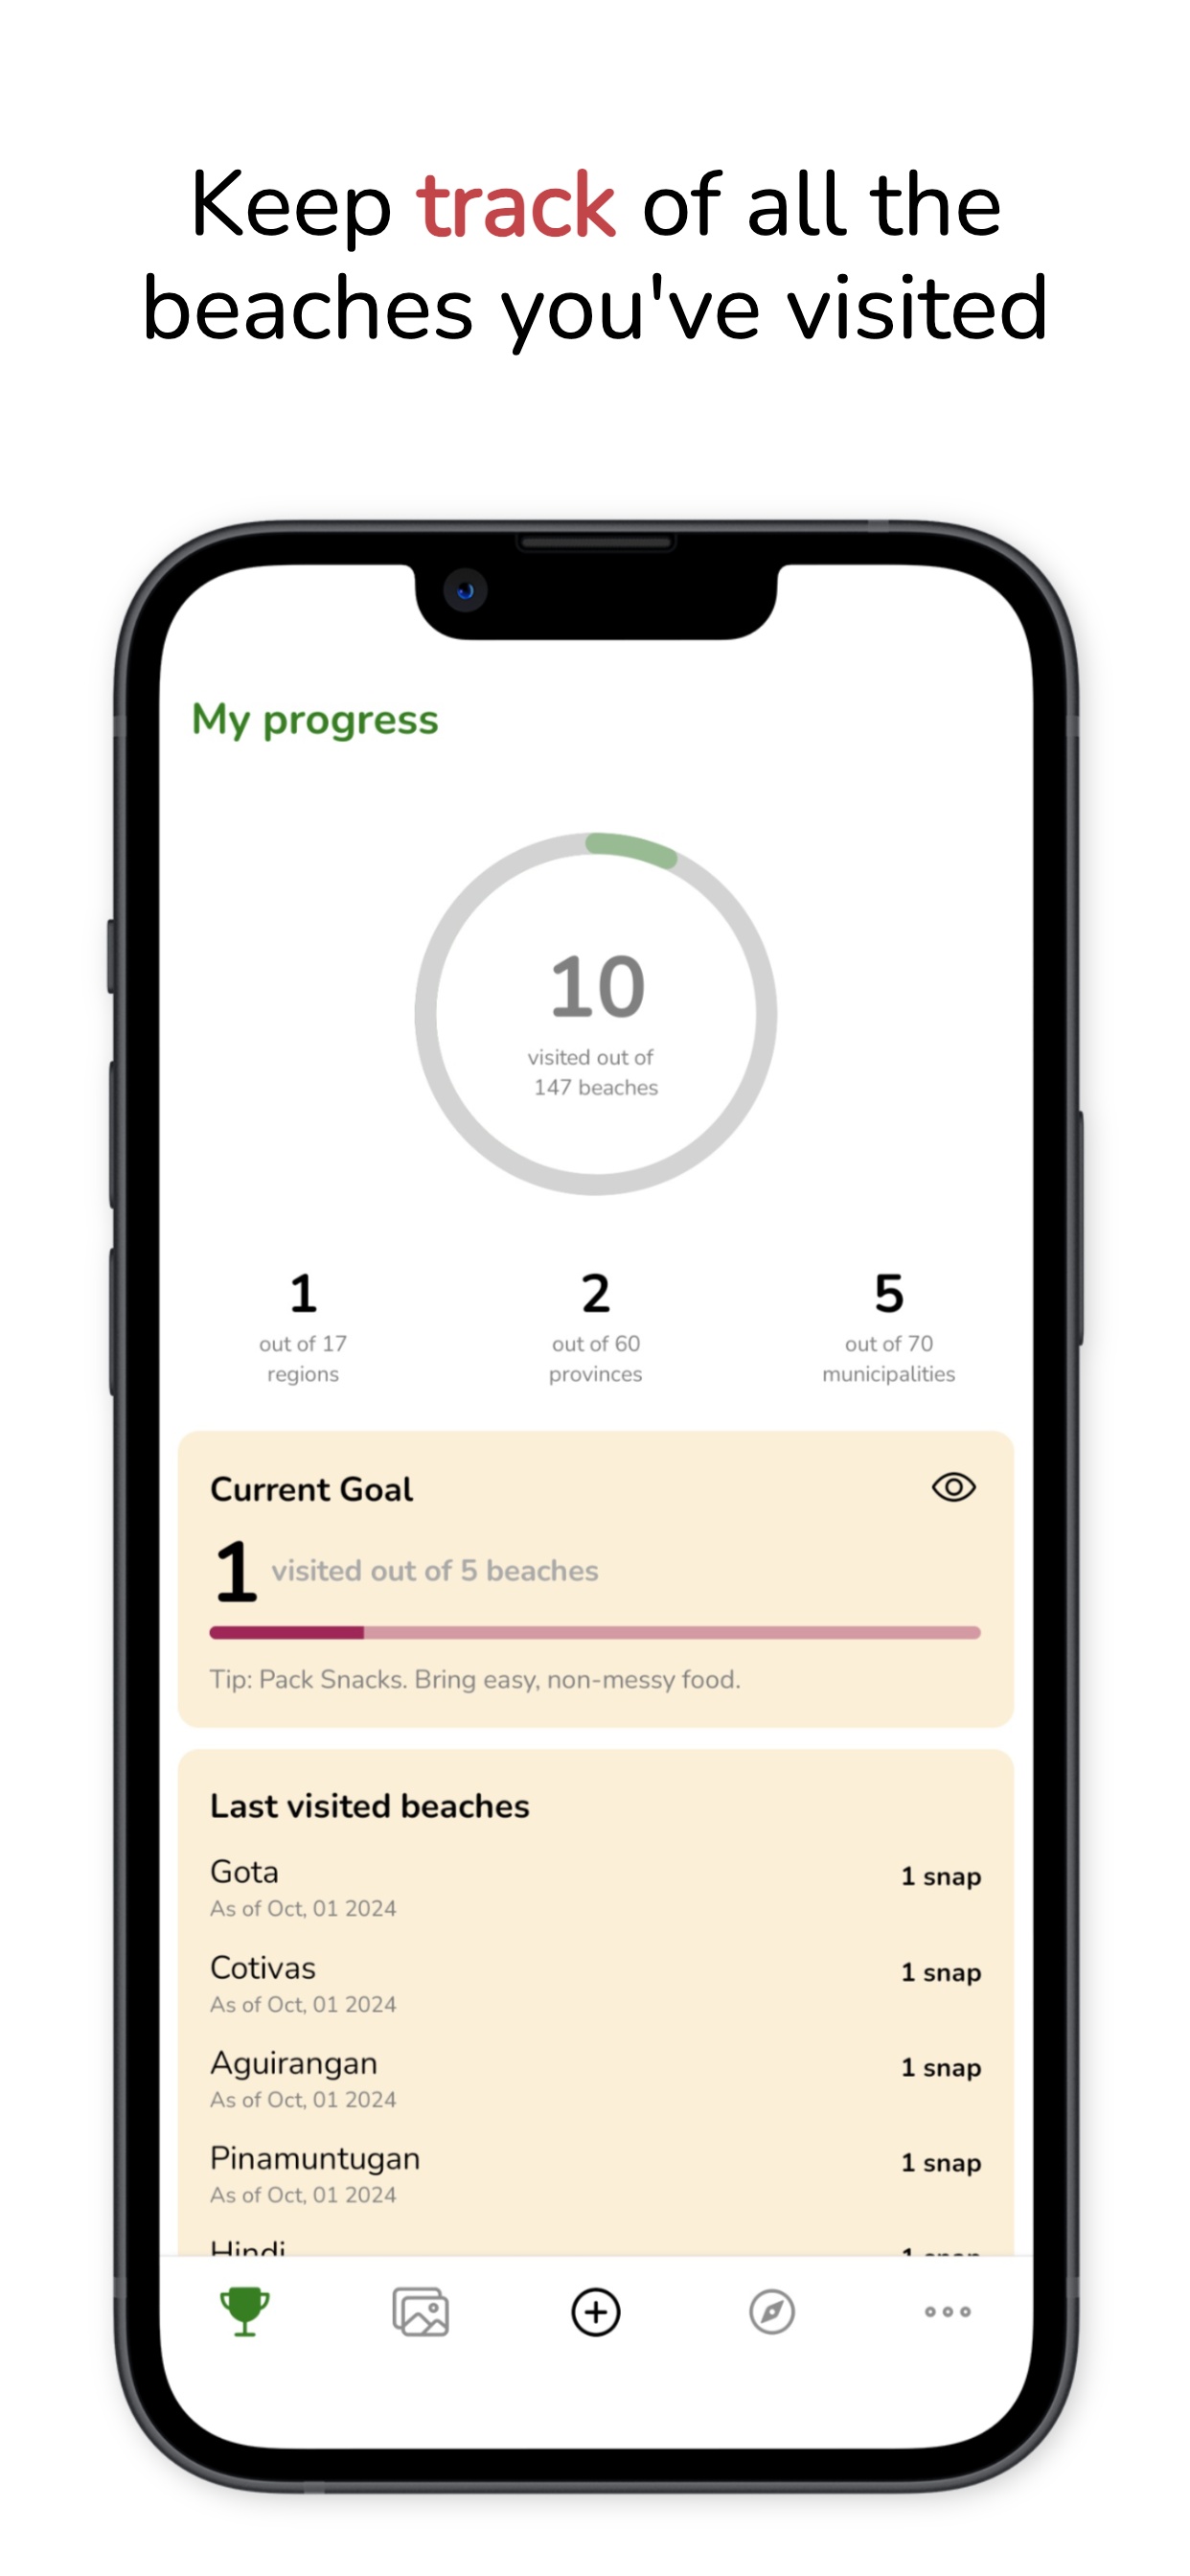 Keep track of all the
beaches you've visited
My progress
10
visited out of
147 beaches
1
out of 17
regions
2
out of 60
provinces
5
out of 70
municipalities
Current Goal
1 visited out of 5 beaches
Tip: Pack Snacks. Bring easy, non-messy food.
Last visited beaches
Gota
1 snap
As of Oct, 01 2024
Cotivas
1 snap
As of Oct, 01 2024
Aguirangan
1 snap
As of Oct, 01 2024
Pinamuntugan
1 snap
As of Oct, 01 2024
Hindi
1 snap